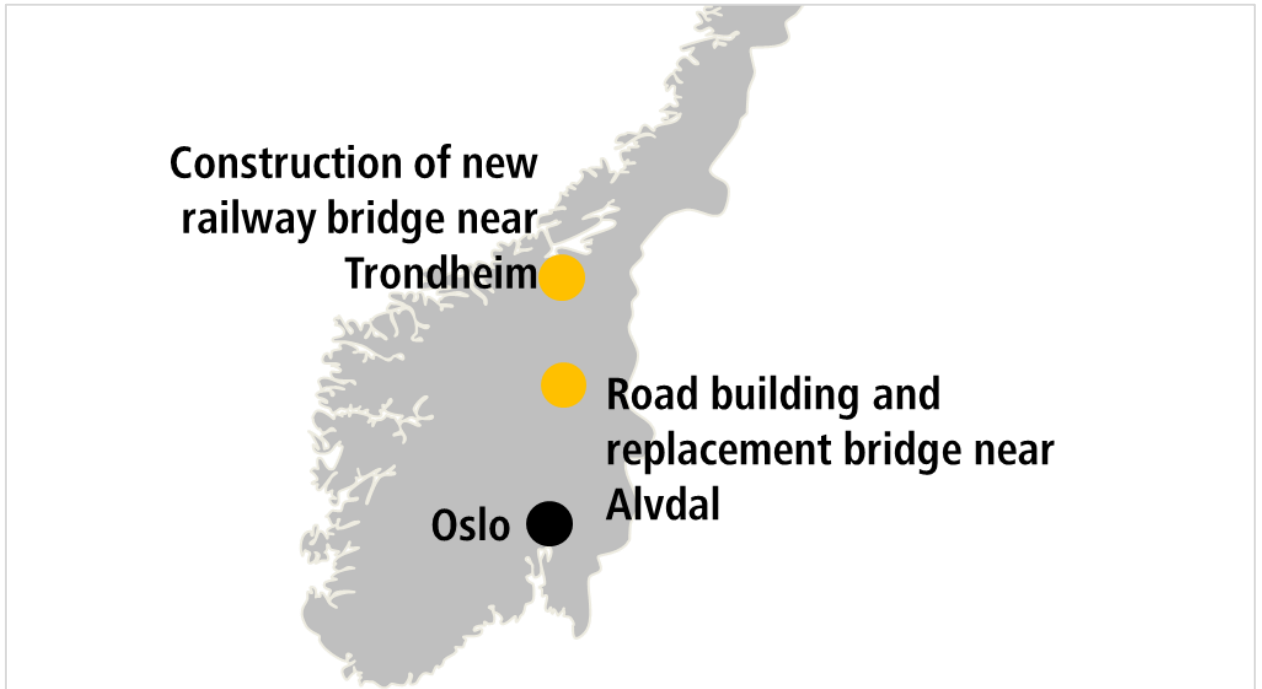 Construction of new
railway bridge near
Trondheim
Road building and
replacement bridge near
Alvdal
Oslo